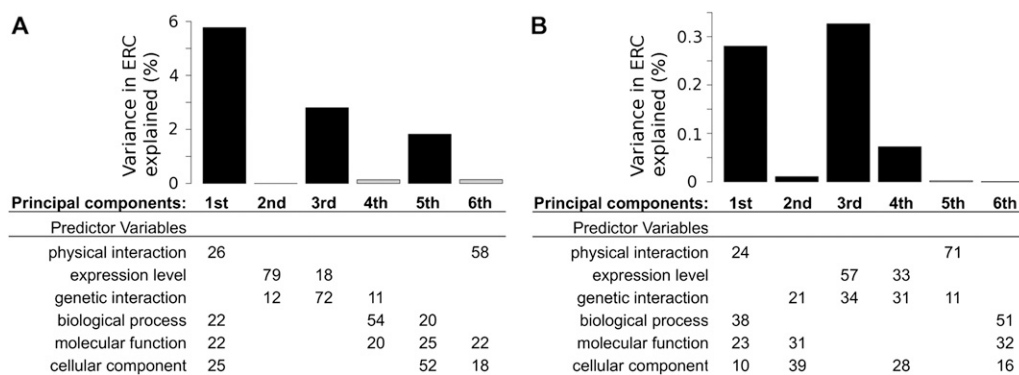 A
Variance in ERC
explained (%)
6
4
2
0
Principal components: 1st 2nd 3rd 4th 5th 6th
Predictor Variables
physical interaction 26 58
expression level 79 18
genetic interaction 12 72 11
biological process 22 54 20
molecular function 22 20 25 22
cellular component 25 52 18
B
Variance in ERC
explained (%)
0.3
0.2
0.1
0
Principal components: 1st 2nd 3rd 4th 5th 6th
Predictor Variables
physical interaction 24 71
expression level 57 33
genetic interaction 21 34 31 11
biological process 38 51
molecular function 23 31 32
cellular component 10 39 28 16